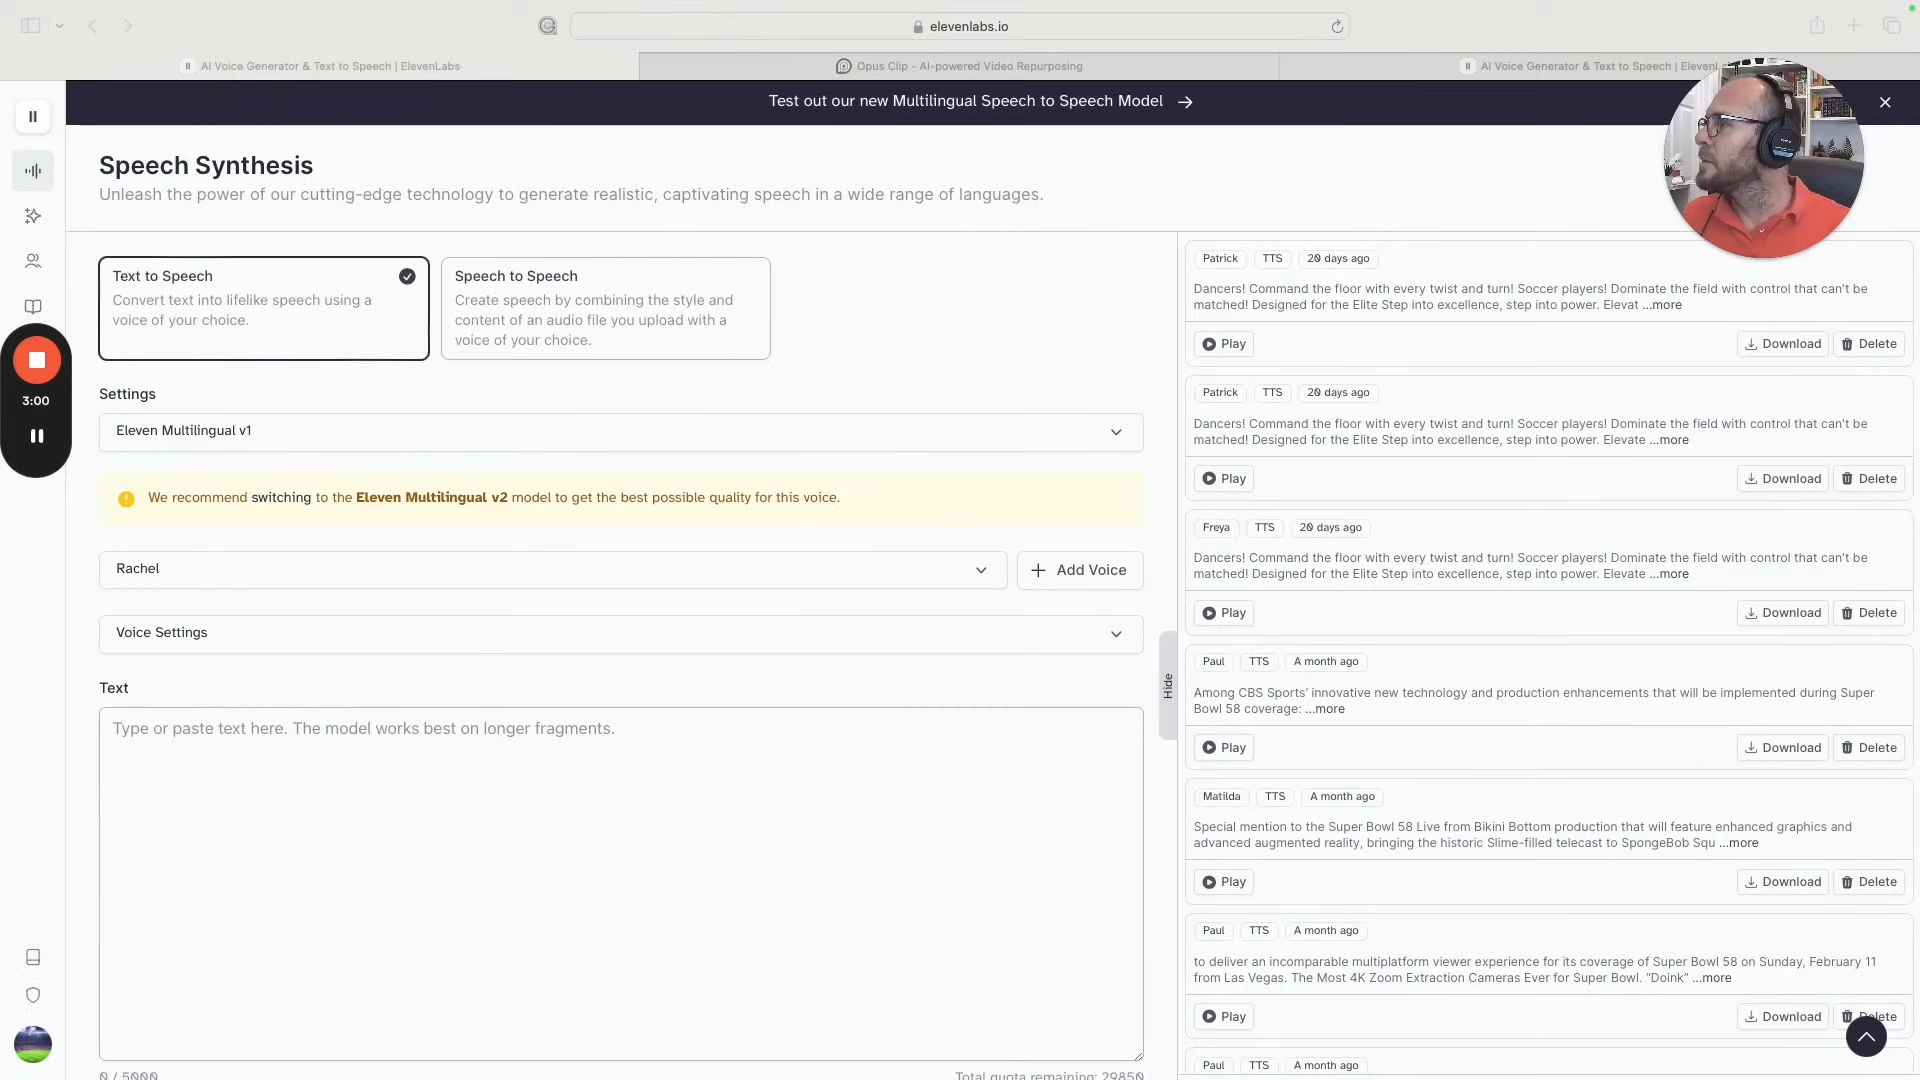 elevenlabs.io
AI Voice Generator & Text to Speech | ElevenLabs
Opus Clip - AI-powered Video Repurposing
AI Voice Generator & Text to Speech | Eleven
Test out our new Multilingual Speech to Speech Model
Speech Synthesis
Unleash the power of our cutting-edge technology to generate realistic, captivating speech in a wide range of languages.
Text to Speech
Convert text into lifelike speech using a
voice of your choice.
Speech to Speech
Create speech by combining the style and
content of an audio file you upload with a
voice of your choice.
3:00
Settings
Eleven Multilingual v1
We recommend switching to the Eleven Multilingual v2 model to get the best possible quality for this voice.
Rachel
Add Voice
Voice Settings
Text
Type or paste text here. The model works best on longer fragments.
0 / 5000
Total quota remaining: 29850
Hide
Patrick TTS 20 days ago
Dancers! Command the floor with every twist and turn! Soccer players! Dominate the field with control that can't be
matched! Designed for the Elite Step into excellence, step into power. Elevat ...more
Play Download Delete
Patrick TTS 20 days ago
Dancers! Command the floor with every twist and turn! Soccer players! Dominate the field with control that can't be
matched! Designed for the Elite Step into excellence, step into power. Elevate ...more
Play Download Delete
Freya TTS 20 days ago
Dancers! Command the floor with every twist and turn! Soccer players! Dominate the field with control that can't be
matched! Designed for the Elite Step into excellence, step into power. Elevate ...more
Play Download Delete
Paul TTS A month ago
Among CBS Sports' innovative new technology and production enhancements that will be implemented during Super
Bowl 58 coverage: ...more
Play Download Delete
Matilda TTS A month ago
Special mention to the Super Bowl 58 Live from Bikini Bottom production that will feature enhanced graphics and
advanced augmented reality, bringing the historic Slime-filled telecast to SpongeBob Squ ...more
Play Download Delete
Paul TTS A month ago
to deliver an incomparable multiplatform viewer experience for its coverage of Super Bowl 58 on Sunday, February 11
from Las Vegas. The Most 4K Zoom Extraction Cameras Ever for Super Bowl. “Doink” ...more
Play Download Delete
Paul TTS A month ago